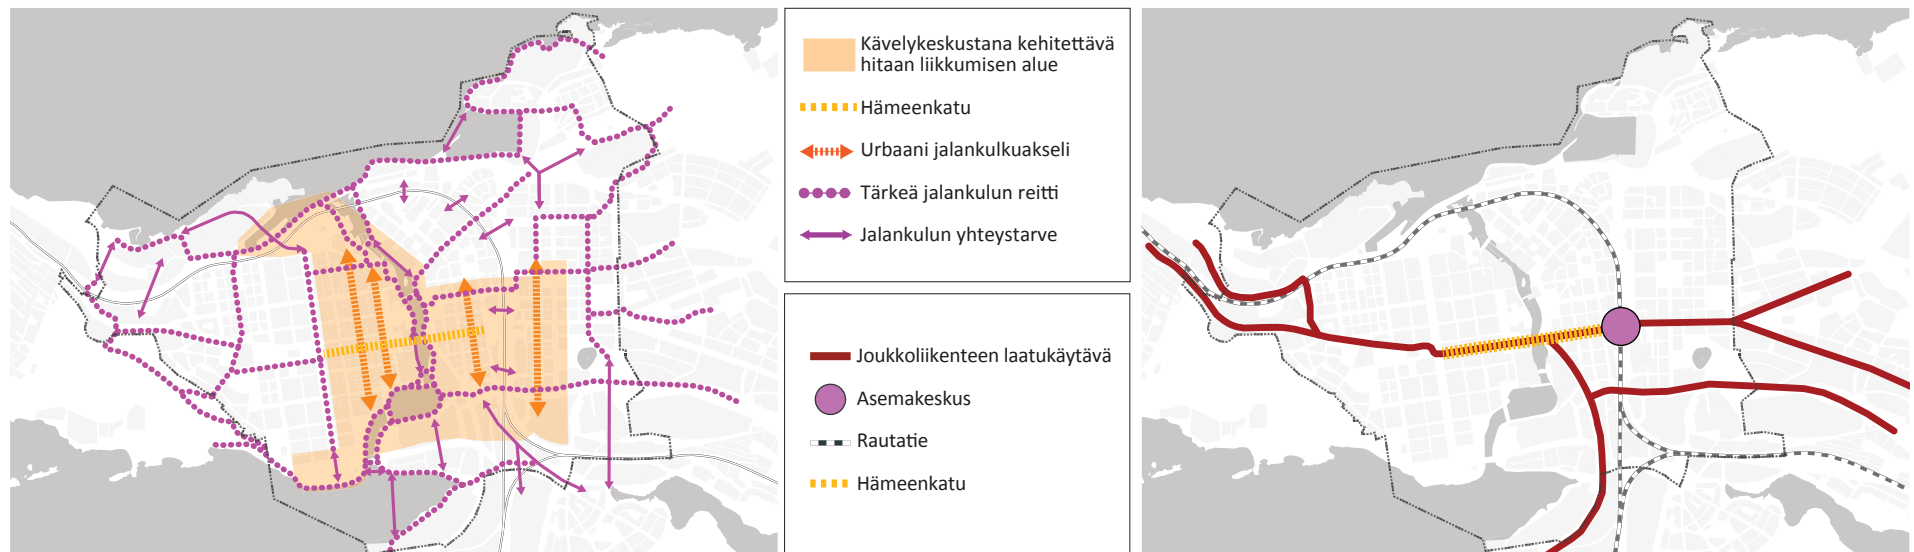 Kävelykeskustana kehitettävä
hitaan liikkumisen alue
Hämeenkatu
Urbaani jalankulkuakseli
Tärkeä jalankulun reitti
Jalankulun yhteystarve
Joukkoliikenteen laatukäytävä
Asemakeskus
Rautatie
Hämeenkatu